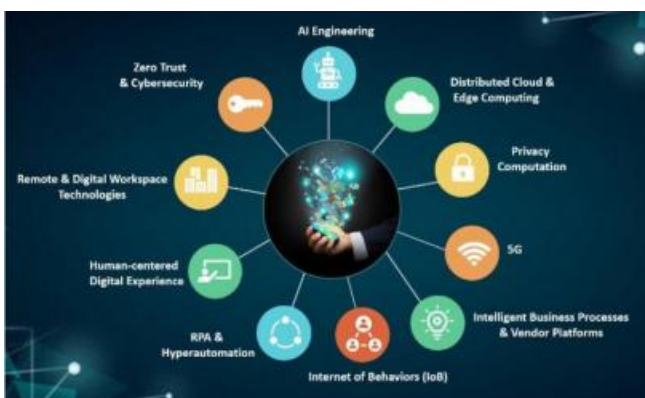 AI Engineering
Distributed Cloud &
Edge Computing
Privacy
Computation
5G
Intelligent Business Processes
& Vendor Platforms
Internet of Behaviors (IoB)
RPA &
Hyperautomation
Human-centered
Digital Experience
Remote & Digital Workspace
Technologies
Zero Trust
& Cybersecurity